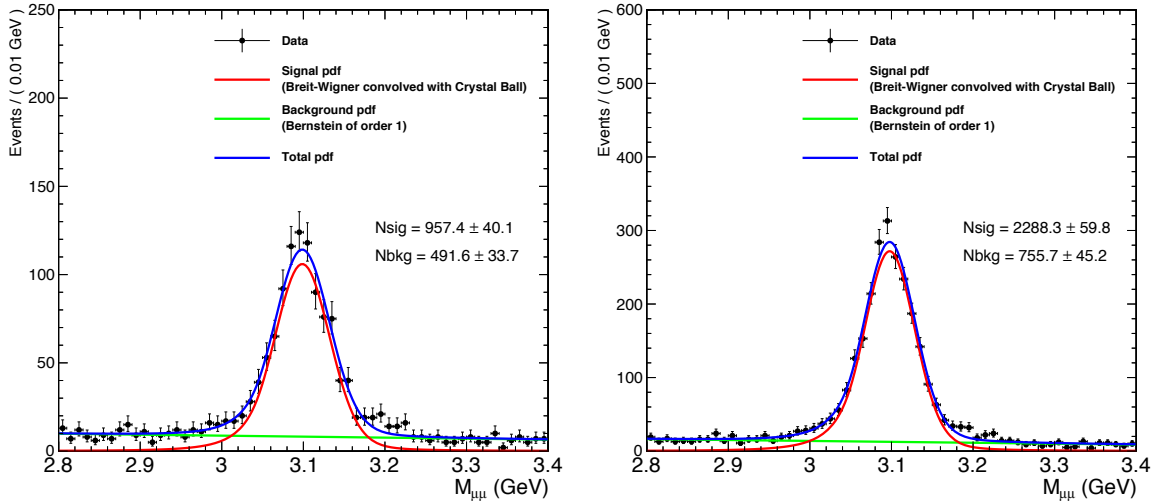 Events / ( 0.01 GeV )
250
200
150
100
50
0
Data
Signal pdf
(Breit-Wigner convolved with Crystal Ball)
Background pdf
(Bernstein of order 1)
Total pdf
Nsig = 957.4 ± 40.1
Nbkg = 491.6 ± 33.7
2.8 2.9 3 3.1 3.2 3.3 3.4
Mμμ (GeV)
Events / ( 0.01 GeV )
600
500
400
300
200
100
0
Data
Signal pdf
(Breit-Wigner convolved with Crystal Ball)
Background pdf
(Bernstein of order 1)
Total pdf
Nsig = 2288.3 ± 59.8
Nbkg = 755.7 ± 45.2
2.8 2.9 3 3.1 3.2 3.3 3.4
Mμμ (GeV)